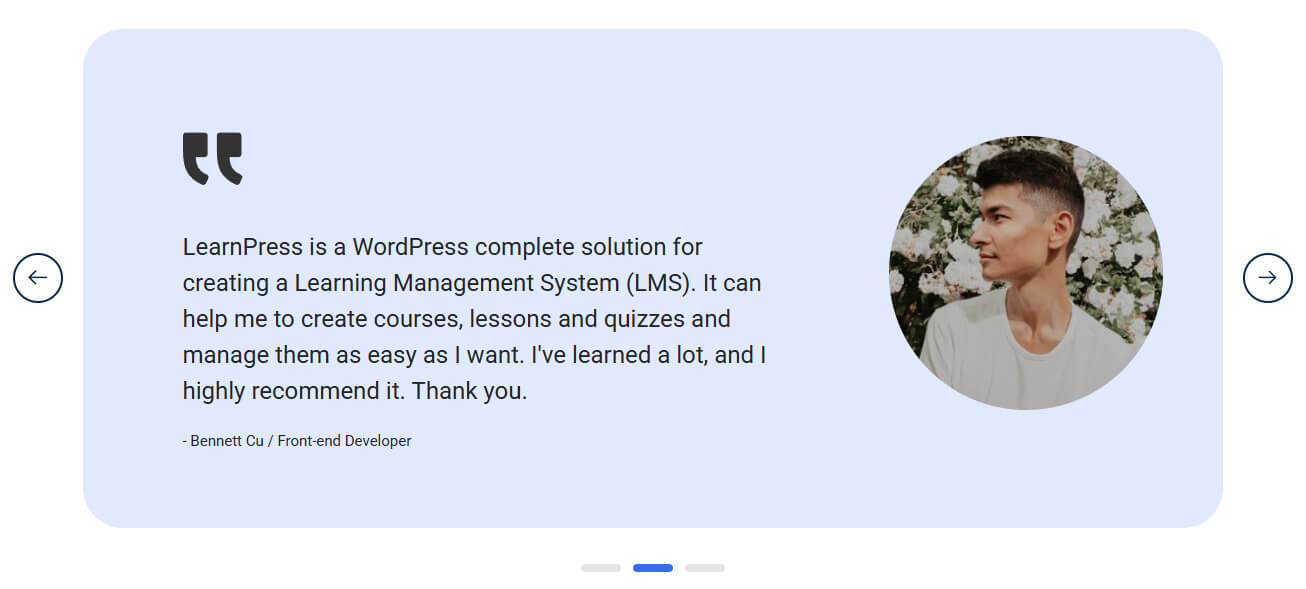 LearnPress is a WordPress complete solution for
creating a Learning Management System (LMS). It can
help me to create courses, lessons and quizzes and
manage them as easy as I want. I've learned a lot, and I
highly recommend it. Thank you.
- Bennett Cu / Front-end Developer